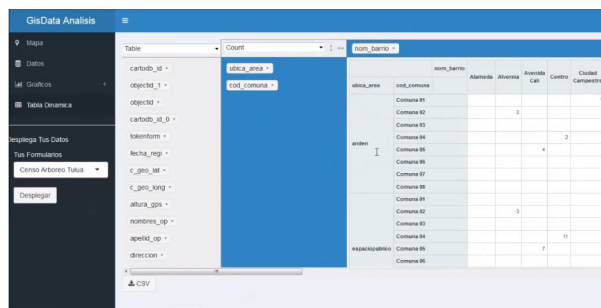 GisData Analisis
Mapa
Datos
Graficos
Tabla Dinamica
Despliega Tus Datos
Tus Formularios
Censo Arboreo Tulua
Desplegar
Table
Count
nom_barrio
cartodb_id
objectid_1
objectid
cartodb_id_0
tokenform
fecha_regi
c_geo_lat
c_geo_long
altura_gps
nombres_op
apellid_op
direccion
ubica_area
cod_comuna
nom_barrio Alameda Alvernia Avenida Cali Centro Ciudad Campestre
ubica_area cod_comuna
anden
Comuna 01
Comuna 02 3
Comuna 03
Comuna 04 2
Comuna 05 4
Comuna 06
Comuna 07
Comuna 08
espaciopublico
Comuna 01
Comuna 02 3
Comuna 03
Comuna 04 11
Comuna 05 7
Comuna 06
CSV